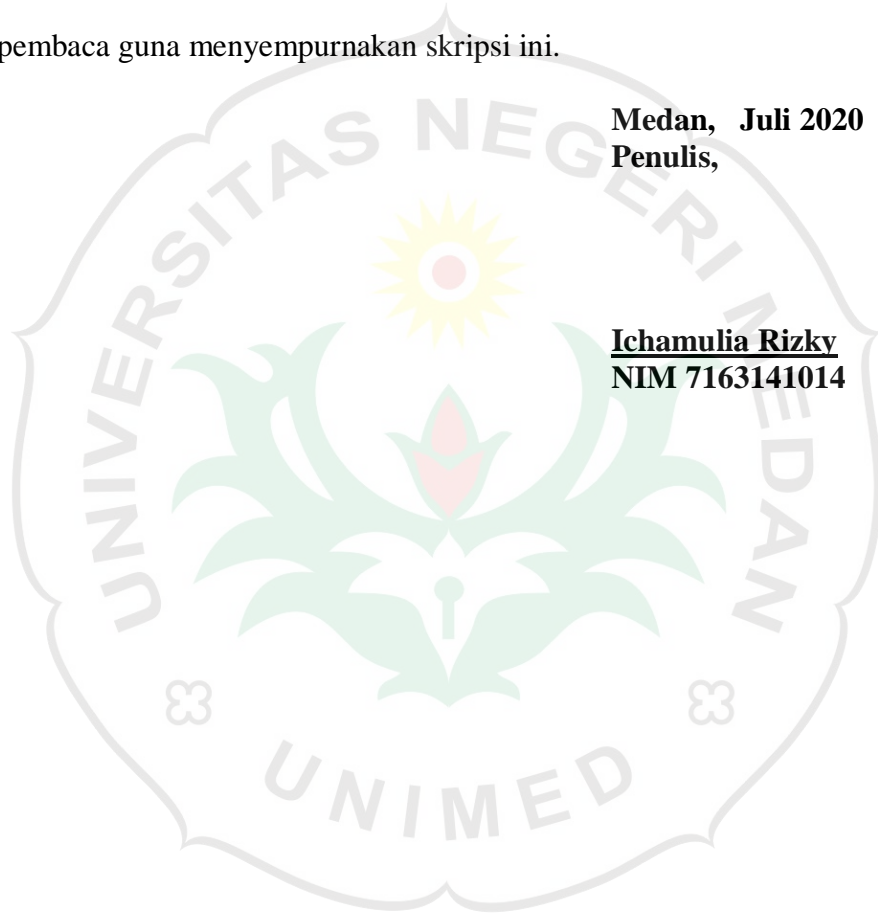 pembaca guna menyempurnakan skripsi ini.
Medan, Juli 2020
Penulis,
Ichamulia Rizky
NIM 7163141014
UNIVERSITAS NEGERI MEDAN
UNIMED